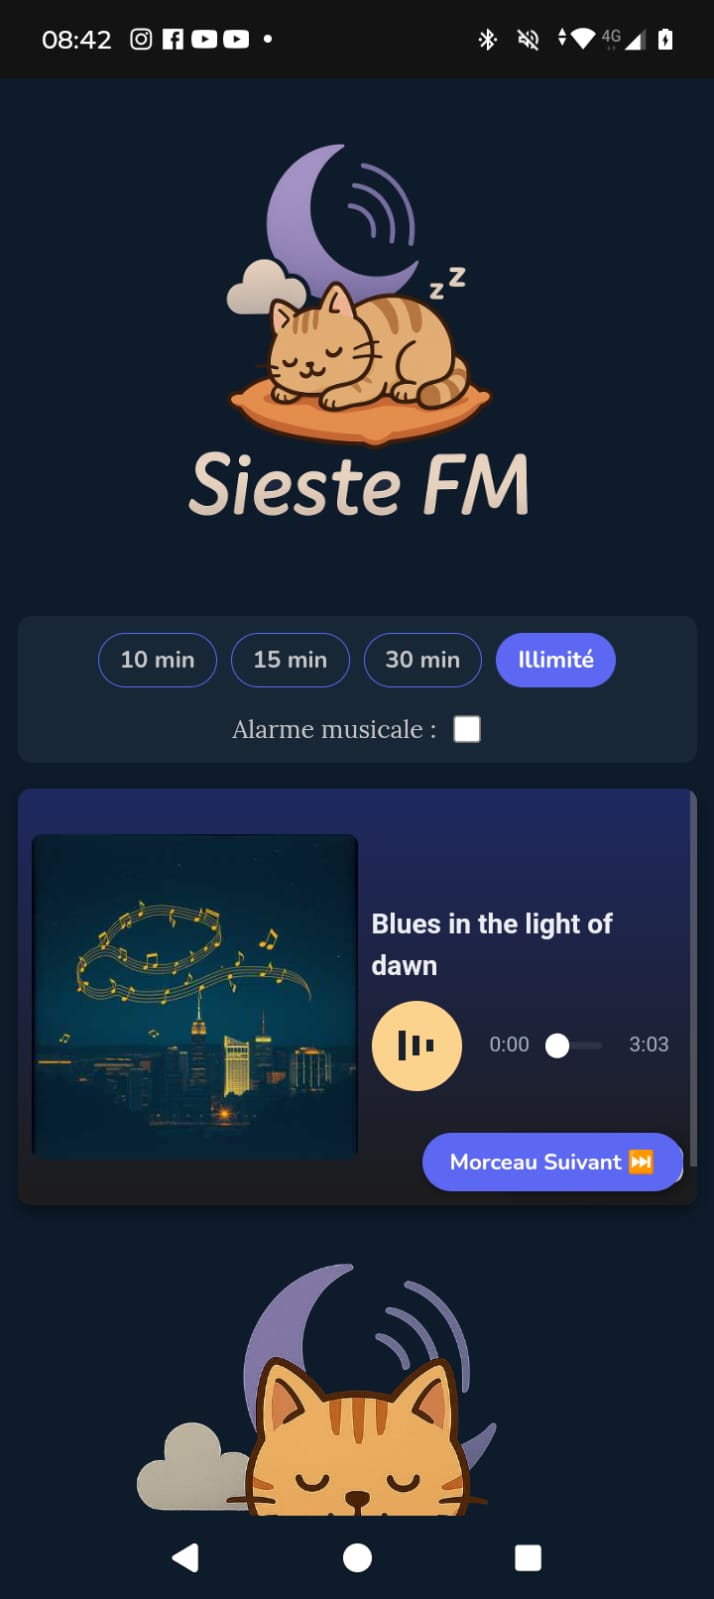 08:42
4G
z z
Sieste FM
10 min 15 min 30 min Illimité
Alarme musicale :
Blues in the light of
dawn
0:00 3:03
Morceau Suivant ⏭️